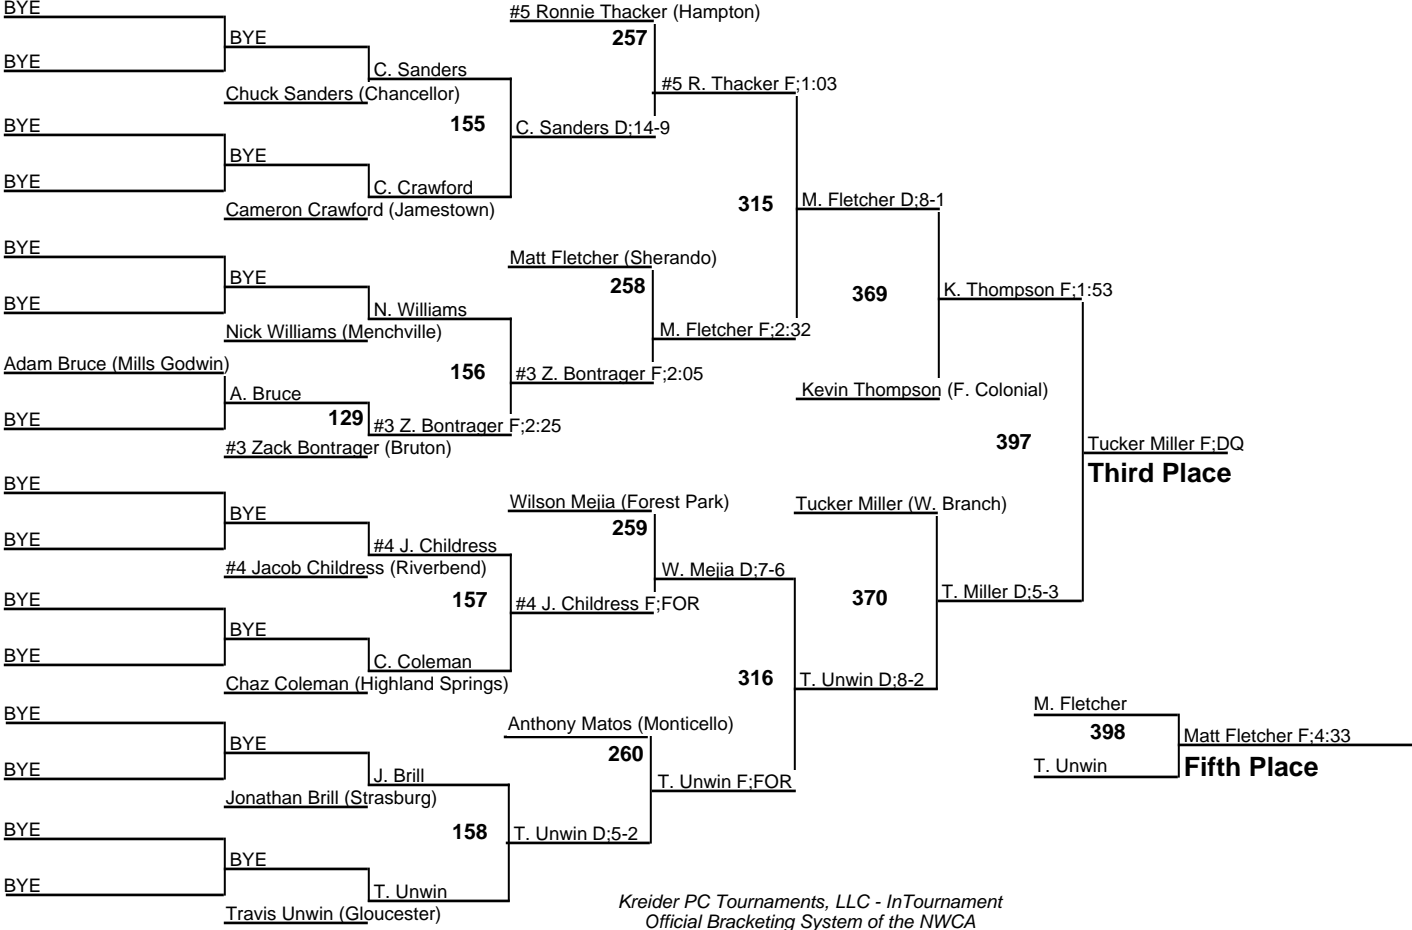 BYE
#5 Ronnie Thacker (Hampton)
257
BYE
BYE
C. Sanders
#5 R. Thacker F;1:03
Chuck Sanders (Chancellor)
155
C. Sanders D;14-9
BYE
BYE
BYE
C. Crawford
Cameron Crawford (Jamestown)
315
M. Fletcher D;8-1
BYE
Matt Fletcher (Sherando)
BYE
258
369
K. Thompson F;1:53
BYE
N. Williams
Nick Williams (Menchville)
M. Fletcher F;2:32
Adam Bruce (Mills Godwin)
156
#3 Z. Bontrager F;2:05
A. Bruce
Kevin Thompson (F. Colonial)
BYE
129
#3 Z. Bontrager F;2:25
#3 Zack Bontrager (Bruton)
397
Tucker Miller F;DQ
Third Place
BYE
Wilson Mejia (Forest Park)
Tucker Miller (W. Branch)
BYE
259
BYE
#4 J. Childress
#4 Jacob Childress (Riverbend)
W. Mejia D;7-6
BYE
157
#4 J. Childress F;FOR
370
T. Miller D;5-3
BYE
BYE
C. Coleman
Chaz Coleman (Highland Springs)
316
T. Unwin D;8-2
BYE
Anthony Matos (Monticello)
M. Fletcher
BYE
260
398
Matt Fletcher F;4:33
BYE
J. Brill
T. Unwin F;FOR
T. Unwin
Fifth Place
Jonathan Brill (Strasburg)
BYE
158
T. Unwin D;5-2
BYE
BYE
T. Unwin
Travis Unwin (Gloucester)
Kreider PC Tournaments, LLC - InTournament
Official Bracketing System of the NWCA